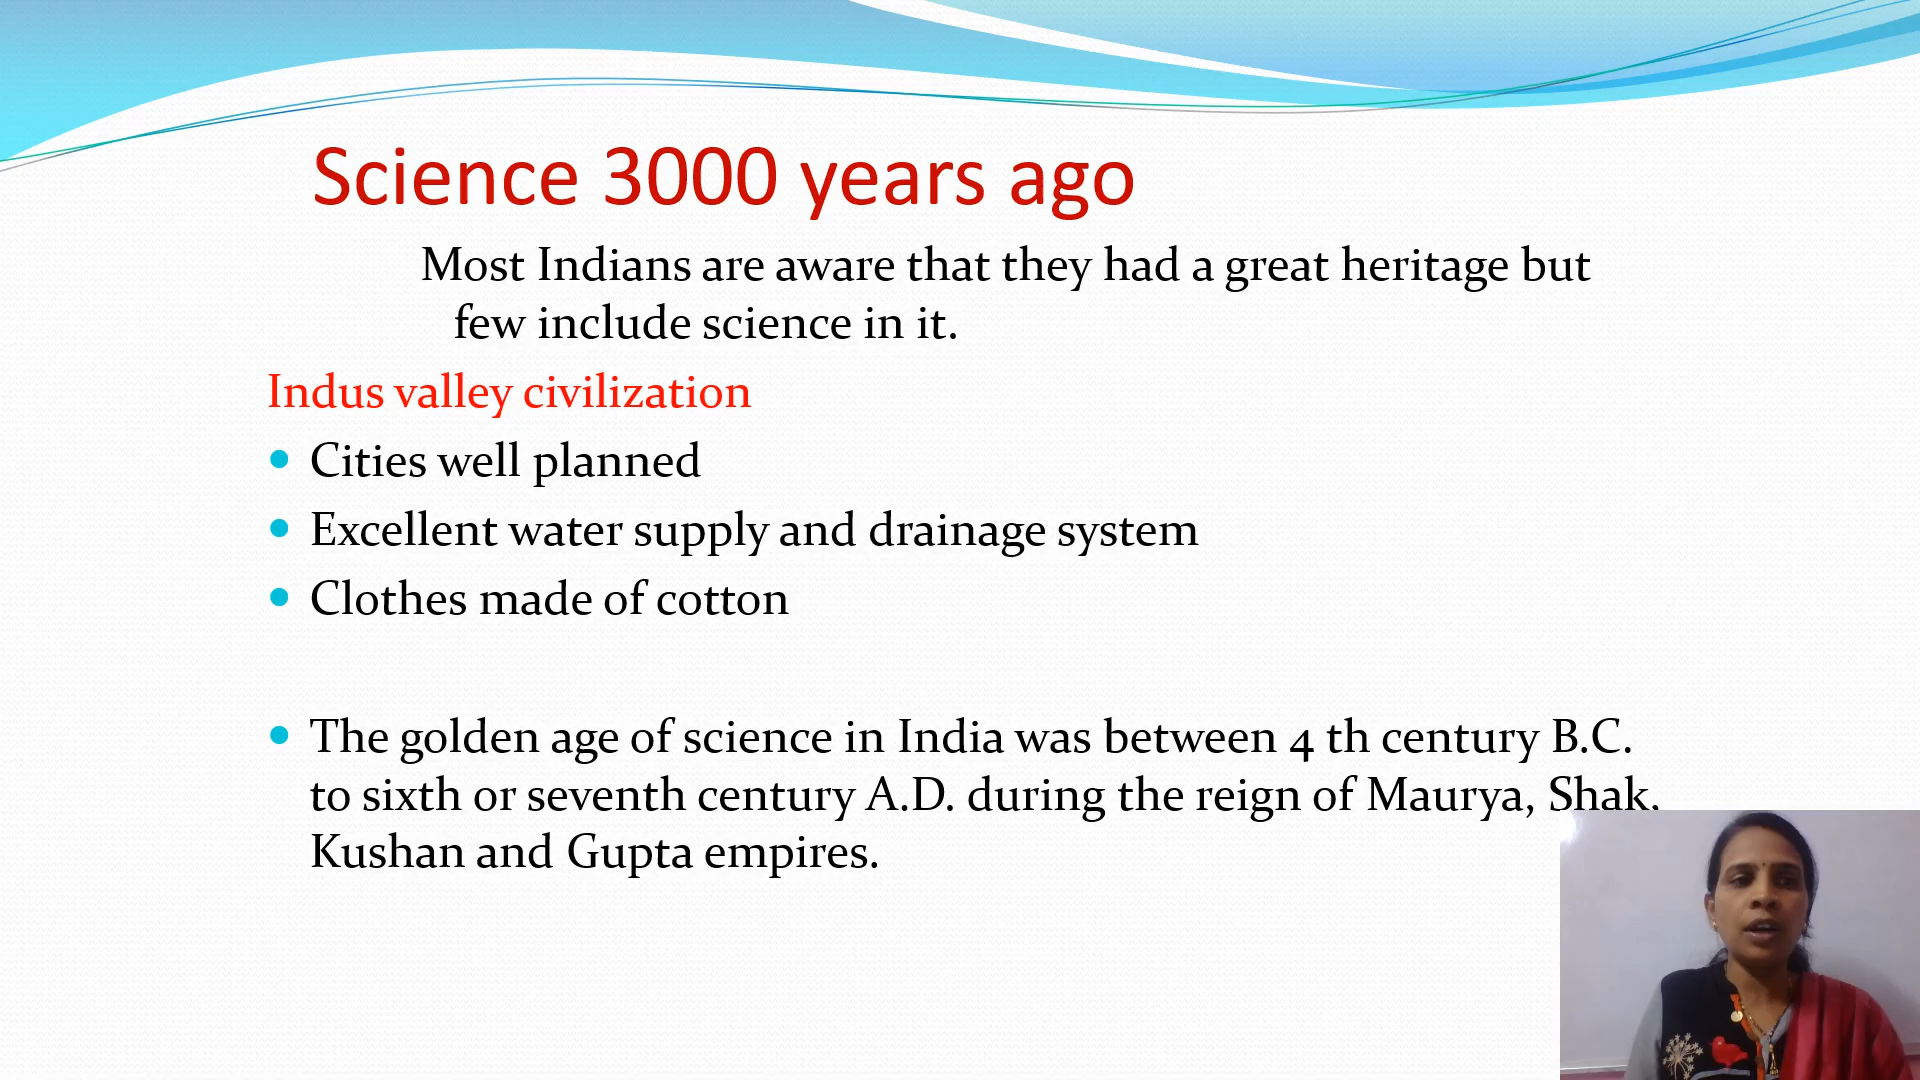 Science 3000 years ago
Most Indians are aware that they had a great heritage but
few include science in it.
Indus valley civilization
• Cities well planned
• Excellent water supply and drainage system
• Clothes made of cotton
• The golden age of science in India was between 4 th century B.C.
to sixth or seventh century A.D. during the reign of Maurya, Shak,
Kushan and Gupta empires.